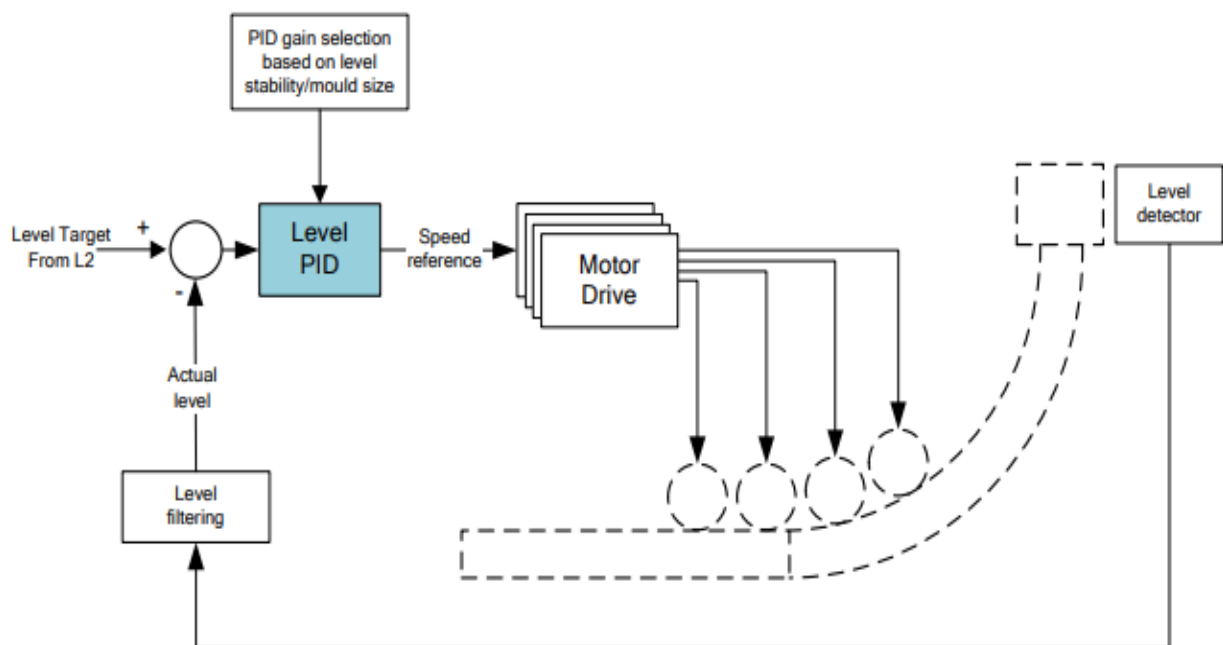 PID gain selection
based on level
stability/mould size
Level
detector
+
Level Target
From L2
-
Level
PID
Speed
reference
Motor
Drive
Actual
level
Level
filtering